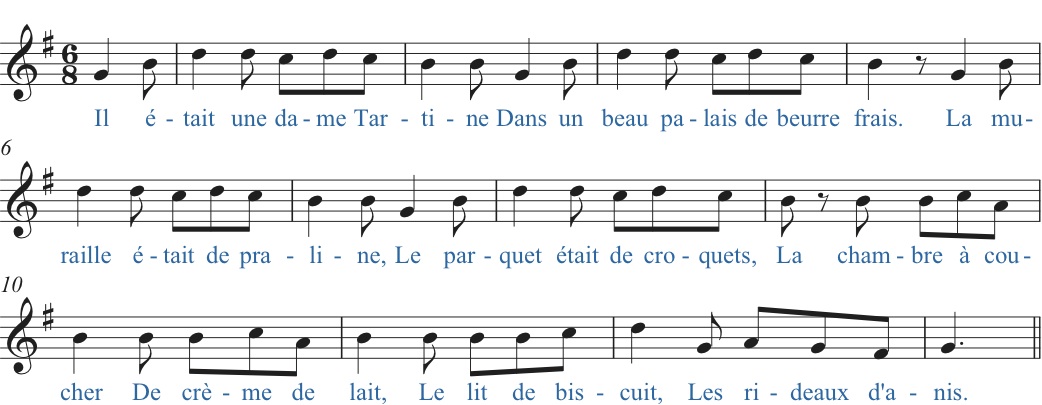 6
8
Il é - tait une da - me Tar - ti - ne Dans un beau pa - lais de beurre frais. La mu-
6
raille é - tait de pra - li - ne, Le par - quet était de cro - quets, La cham - bre à cou-
10
cher De crè - me de lait, Le lit de bis - cuit, Les ri - deaux d'a - nis.